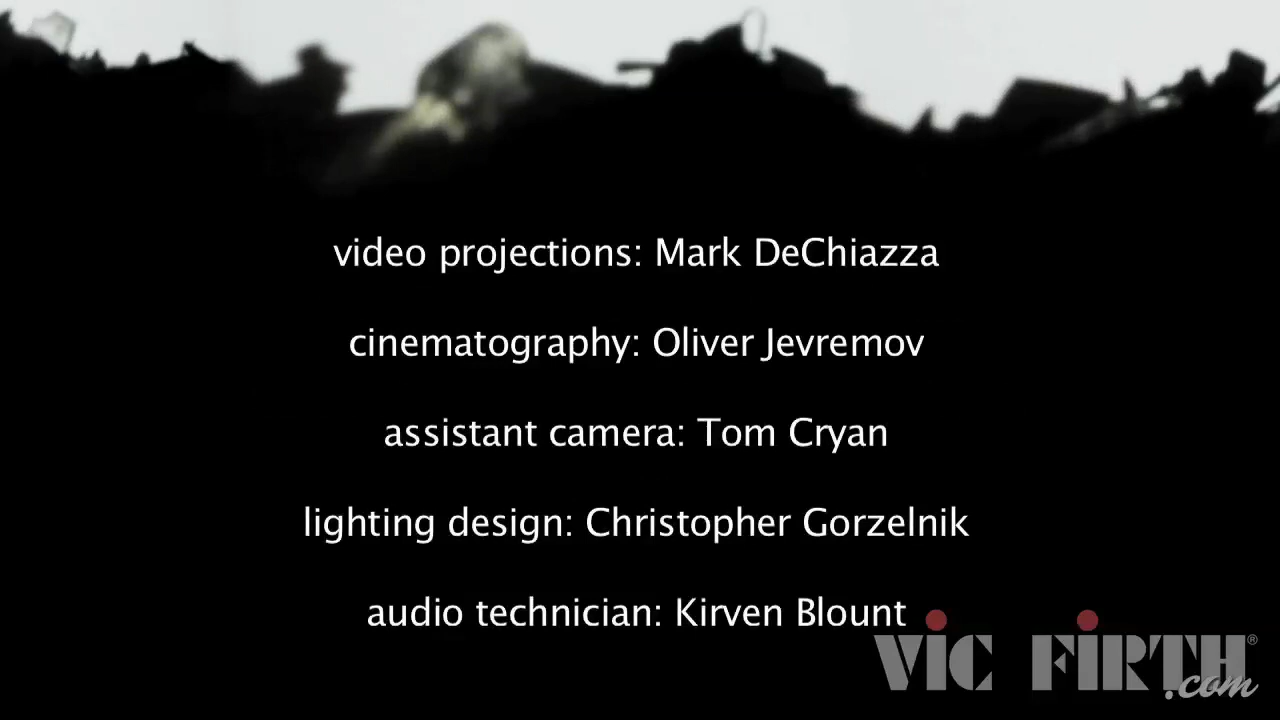 video projections: Mark DeChiazza
cinematography: Oliver Jevremov
assistant camera: Tom Cryan
lighting design: Christopher Gorzelnik
audio technician: Kirven Blount
ViC FiRTH®
.com